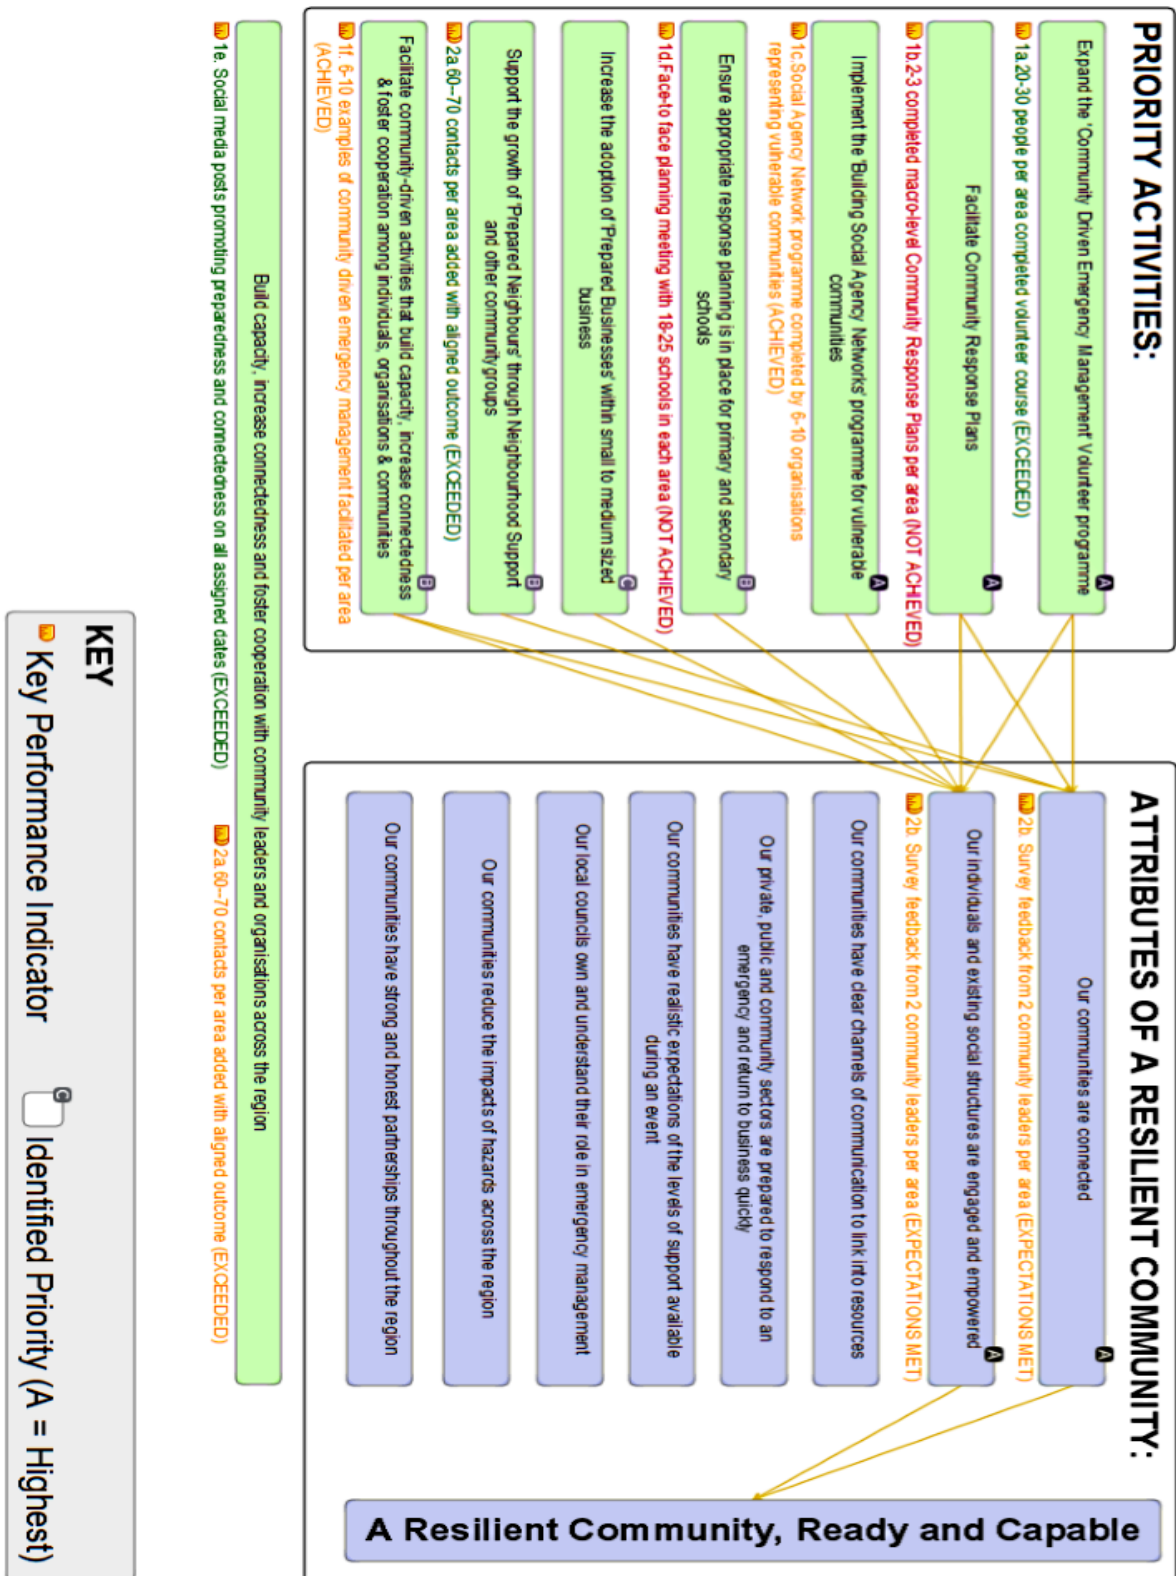 PRIORITY ACTIVITIES:
A
Expand the 'Community Driven Emergency Management' Volunteer programme
1a.20-30 people per area completed volunteer course (EXCEEDED)
A
Facilitate Community Response Plans
1b.2-3 completed macro-level Community Response Plans per area (NOT ACHIEVED)
A
Implement the 'Building Social Agency Networks' programme for vulnerable
communities
1c.Social Agency Network programme completed by 6-10 organisations
representing vulnerable communities (ACHIEVED)
B
Ensure appropriate response planning is in place for primary and secondary
schools
1d.Face-to face planning meeting with 18-25 schools in each area (NOT ACHIEVED)
C
Increase the adoption of 'Prepared Businesses' within small to medium sized
business
B
Support the growth of 'Prepared Neighbours' through Neighbourhood Support
and other community groups
2a.60--70 contacts per area added with aligned outcome (EXCEEDED)
B
Facilitate community-driven activities that build capacity, increase connectedness
& foster cooperation among individuals, organisations & communities
1f. 6-10 examples of community driven emergency management facilitated per area
(ACHIEVED)
ATTRIBUTES OF A RESILIENT COMMUNITY:
A
Our communities are connected
2b. Survey feedback from 2 community leaders per area (EXPECTATIONS MET)
A
Our individuals and existing social structures are engaged and empowered
2b. Survey feedback from 2 community leaders per area (EXPECTATIONS MET)
Our communities have clear channels of communication to link into resources
Our private, public and community sectors are prepared to respond to an
emergency and return to business quickly
Our communities have realistic expectations of the levels of support available
during an event
Our local councils own and understand their role in emergency management
Our communities reduce the impacts of hazards across the region
Our communities have strong and honest partnerships throughout the region
A Resilient Community, Ready and Capable
Build capacity, increase connectedness and foster cooperation with community leaders and organisations across the region
1e. Social media posts promoting preparedness and connectedness on all assigned dates (EXCEEDED)
2a.60--70 contacts per area added with aligned outcome (EXCEEDED)
KEY
Key Performance Indicator
C
Identified Priority (A = Highest)